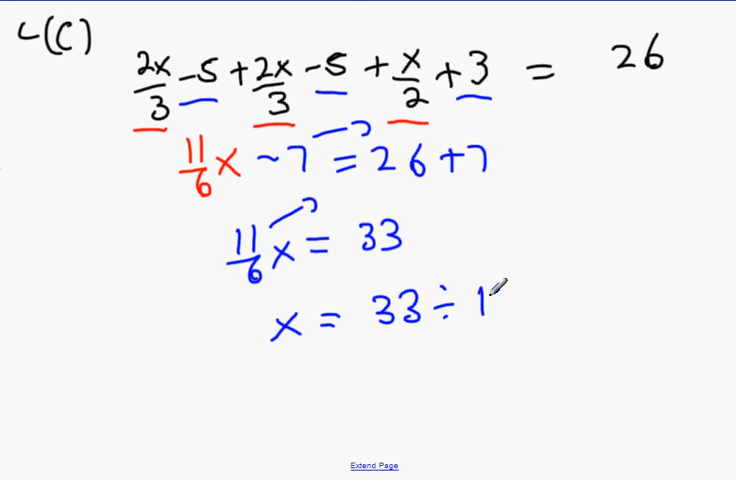 4(c)
2x/3 - 5 + 2x/3 - 5 + x/2 + 3 = 26
11/6 x - 7 = 26 + 7
11/6 x = 33
x = 33 ÷ 1
Extend Page